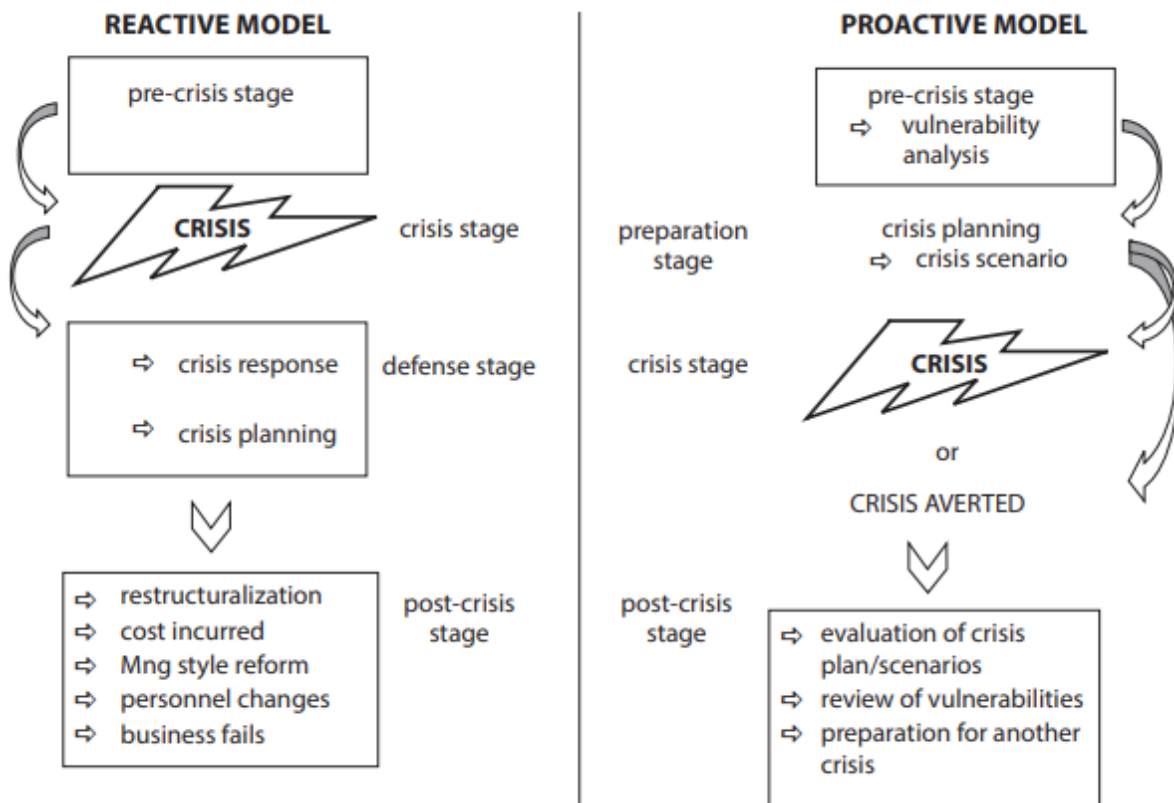 REACTIVE MODEL
pre-crisis stage
CRISIS
crisis stage
⇨ crisis response
defense stage
⇨ crisis planning
⇨ restructuralization
⇨ cost incurred
⇨ Mng style reform
⇨ personnel changes
⇨ business fails
post-crisis
stage
PROACTIVE MODEL
pre-crisis stage
⇨ vulnerability
analysis
preparation
stage
crisis planning
⇨ crisis scenario
crisis stage
CRISIS
or
CRISIS AVERTED
post-crisis
stage
⇨ evaluation of crisis
plan/scenarios
⇨ review of vulnerabilities
⇨ preparation for another
crisis